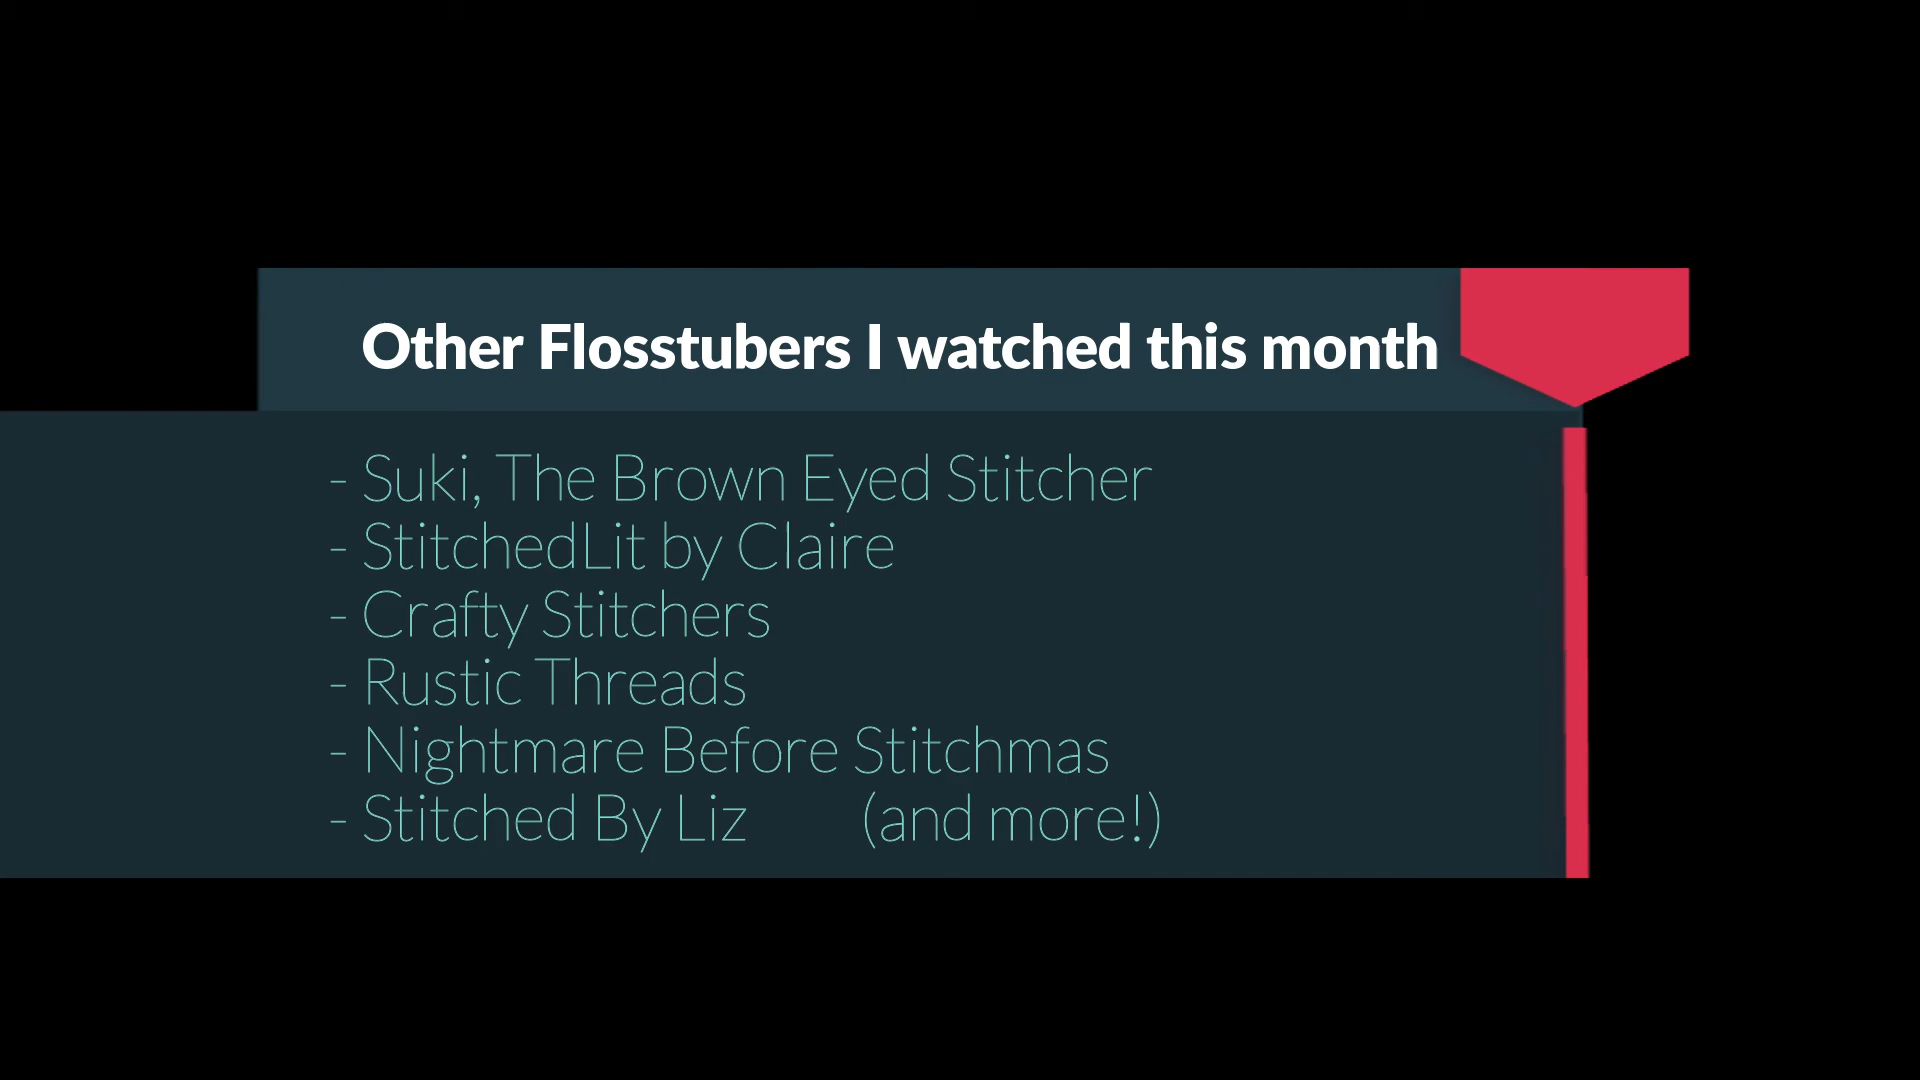 Other Flosstubers I watched this month
- Suki, The Brown Eyed Stitcher
- StitchedLit by Claire
- Crafty Stitchers
- Rustic Threads
- Nightmare Before Stitchmas
- Stitched By Liz (and more!)